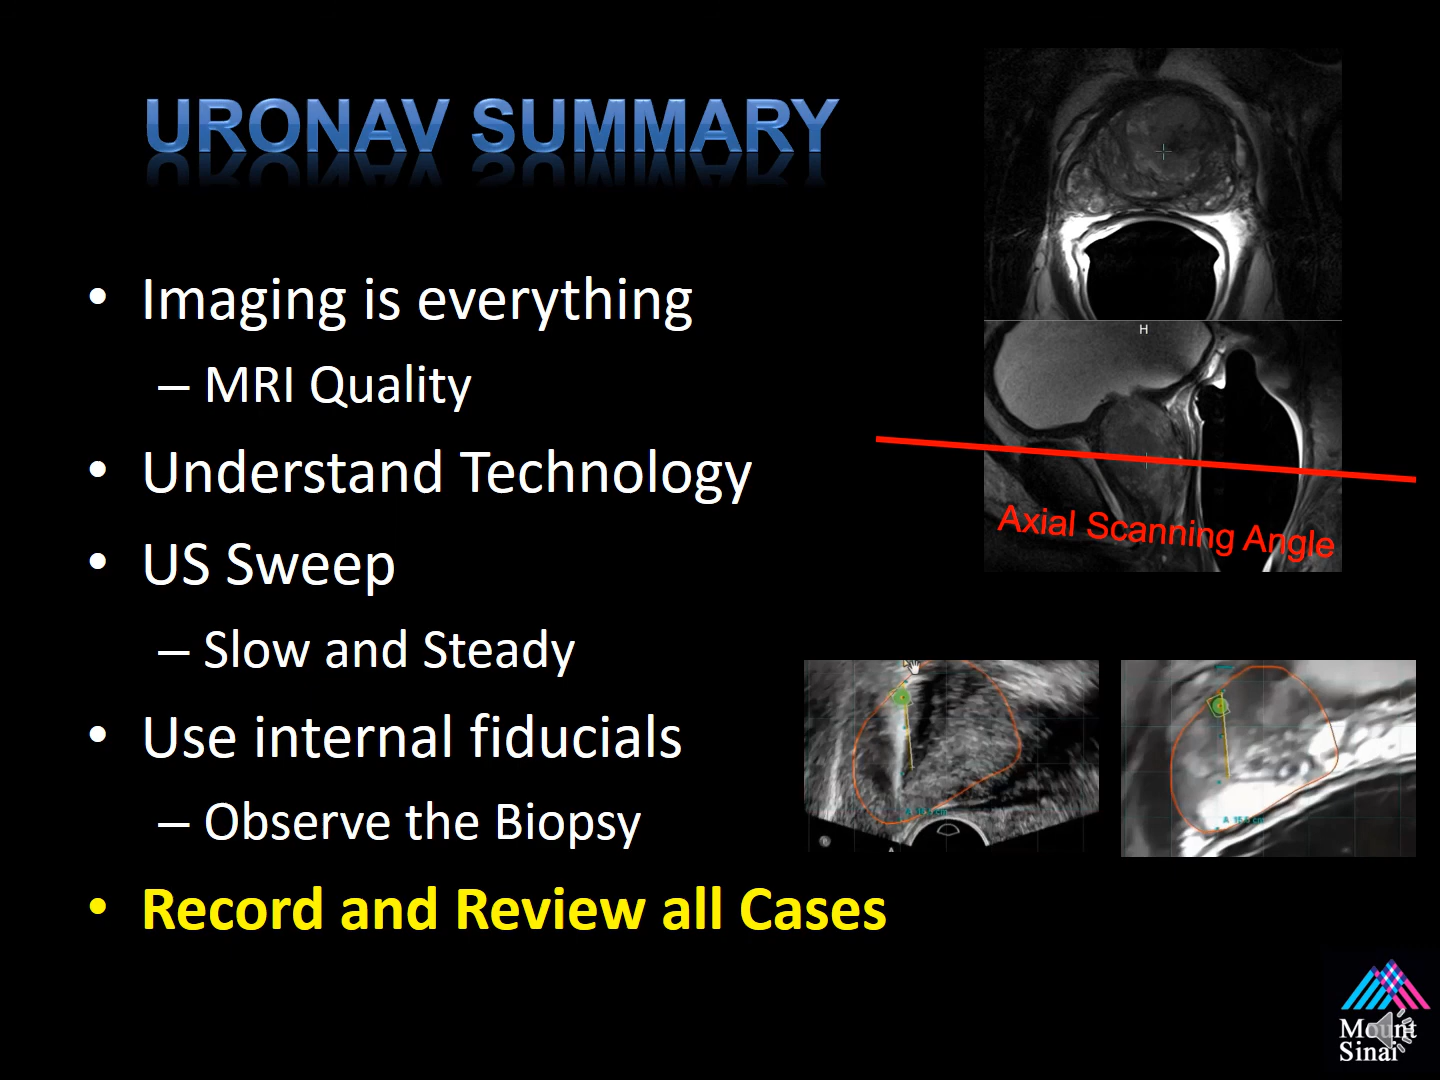 URONAV SUMMARY
• Imaging is everything
– MRI Quality
• Understand Technology
• US Sweep
– Slow and Steady
• Use internal fiducials
– Observe the Biopsy
• Record and Review all Cases
H
Axial Scanning Angle
A
Mount
Sinai